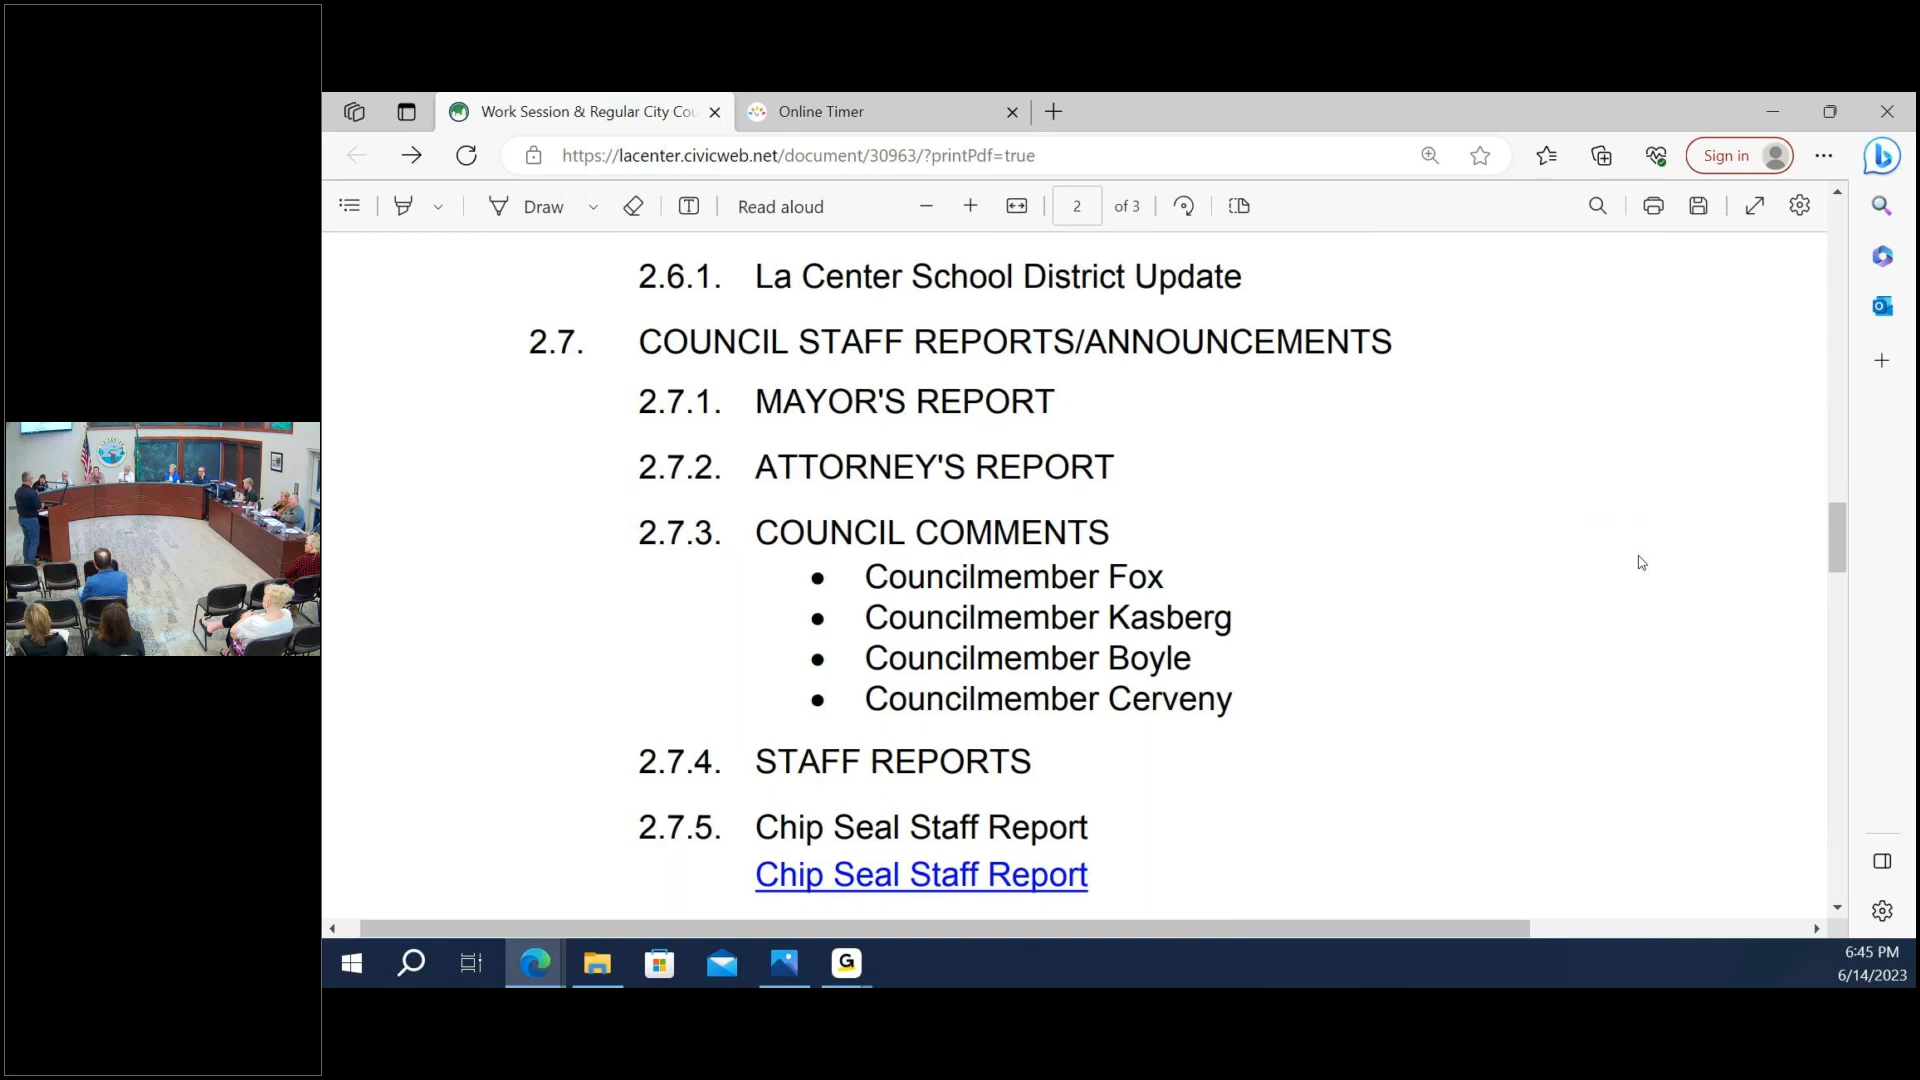 Work Session & Regular City Cou
Online Timer
https://lacenter.civicweb.net/document/30963/?printPdf=true
Sign in
Draw
Read aloud
2
of 3
2.6.1. La Center School District Update
2.7. COUNCIL STAFF REPORTS/ANNOUNCEMENTS
2.7.1. MAYOR'S REPORT
2.7.2. ATTORNEY'S REPORT
2.7.3. COUNCIL COMMENTS
• Councilmember Fox
• Councilmember Kasberg
• Councilmember Boyle
• Councilmember Cerveny
2.7.4. STAFF REPORTS
2.7.5. Chip Seal Staff Report
Chip Seal Staff Report
6:45 PM
6/14/2023